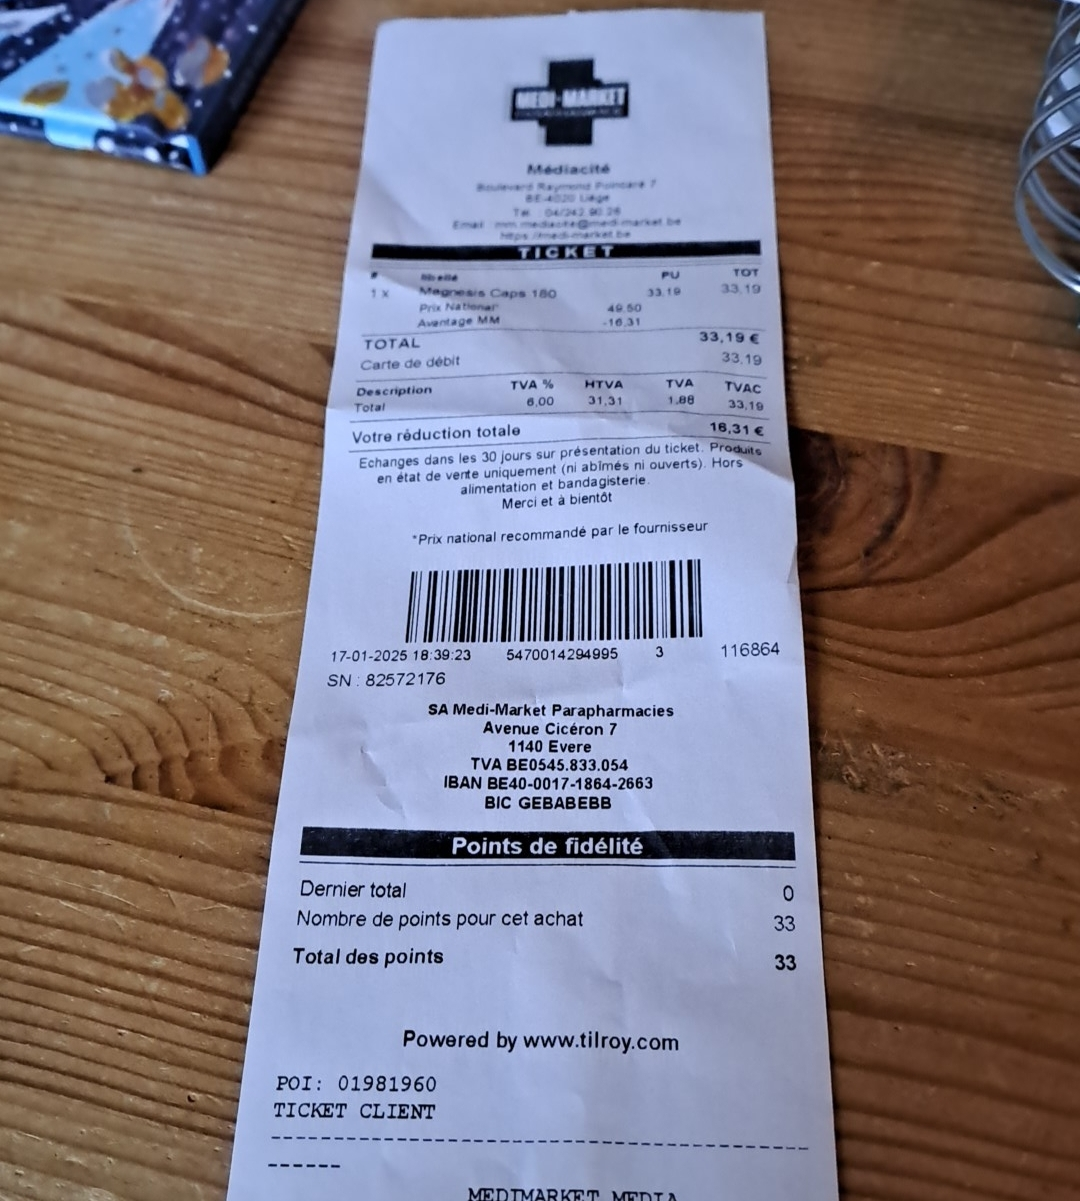 MEDI-MARKET
Médiacité
Boulevard Raymond Poincaré 7
BE-4020 Liège
Tel : 04/242.90.28
Email : mm.mediacite@medi-market.be
https://medi-market.be
TICKET
# libellé PU TOT
1 x Magnesis Caps 180 33.19 33.19
Prix National* 49.50
Avantage MM -16,31
TOTAL 33,19 €
Carte de débit 33.19
Description TVA % HTVA TVA TVAC
Total 6,00 31,31 1,88 33,19
Votre réduction totale 16,31 €
Echanges dans les 30 jours sur présentation du ticket. Produits
en état de vente uniquement (ni abîmés ni ouverts). Hors
alimentation et bandagisterie.
Merci et à bientôt
*Prix national recommandé par le fournisseur
17-01-2025 18:39:23 5470014294995 3 116864
SN : 82572176
SA Medi-Market Parapharmacies
Avenue Cicéron 7
1140 Evere
TVA BE0545.833.054
IBAN BE40-0017-1864-2663
BIC GEBABEBB
Points de fidélité
Dernier total 0
Nombre de points pour cet achat 33
Total des points 33
Powered by www.tilroy.com
POI: 01981960
TICKET CLIENT
MEDIMARKET MEDIA